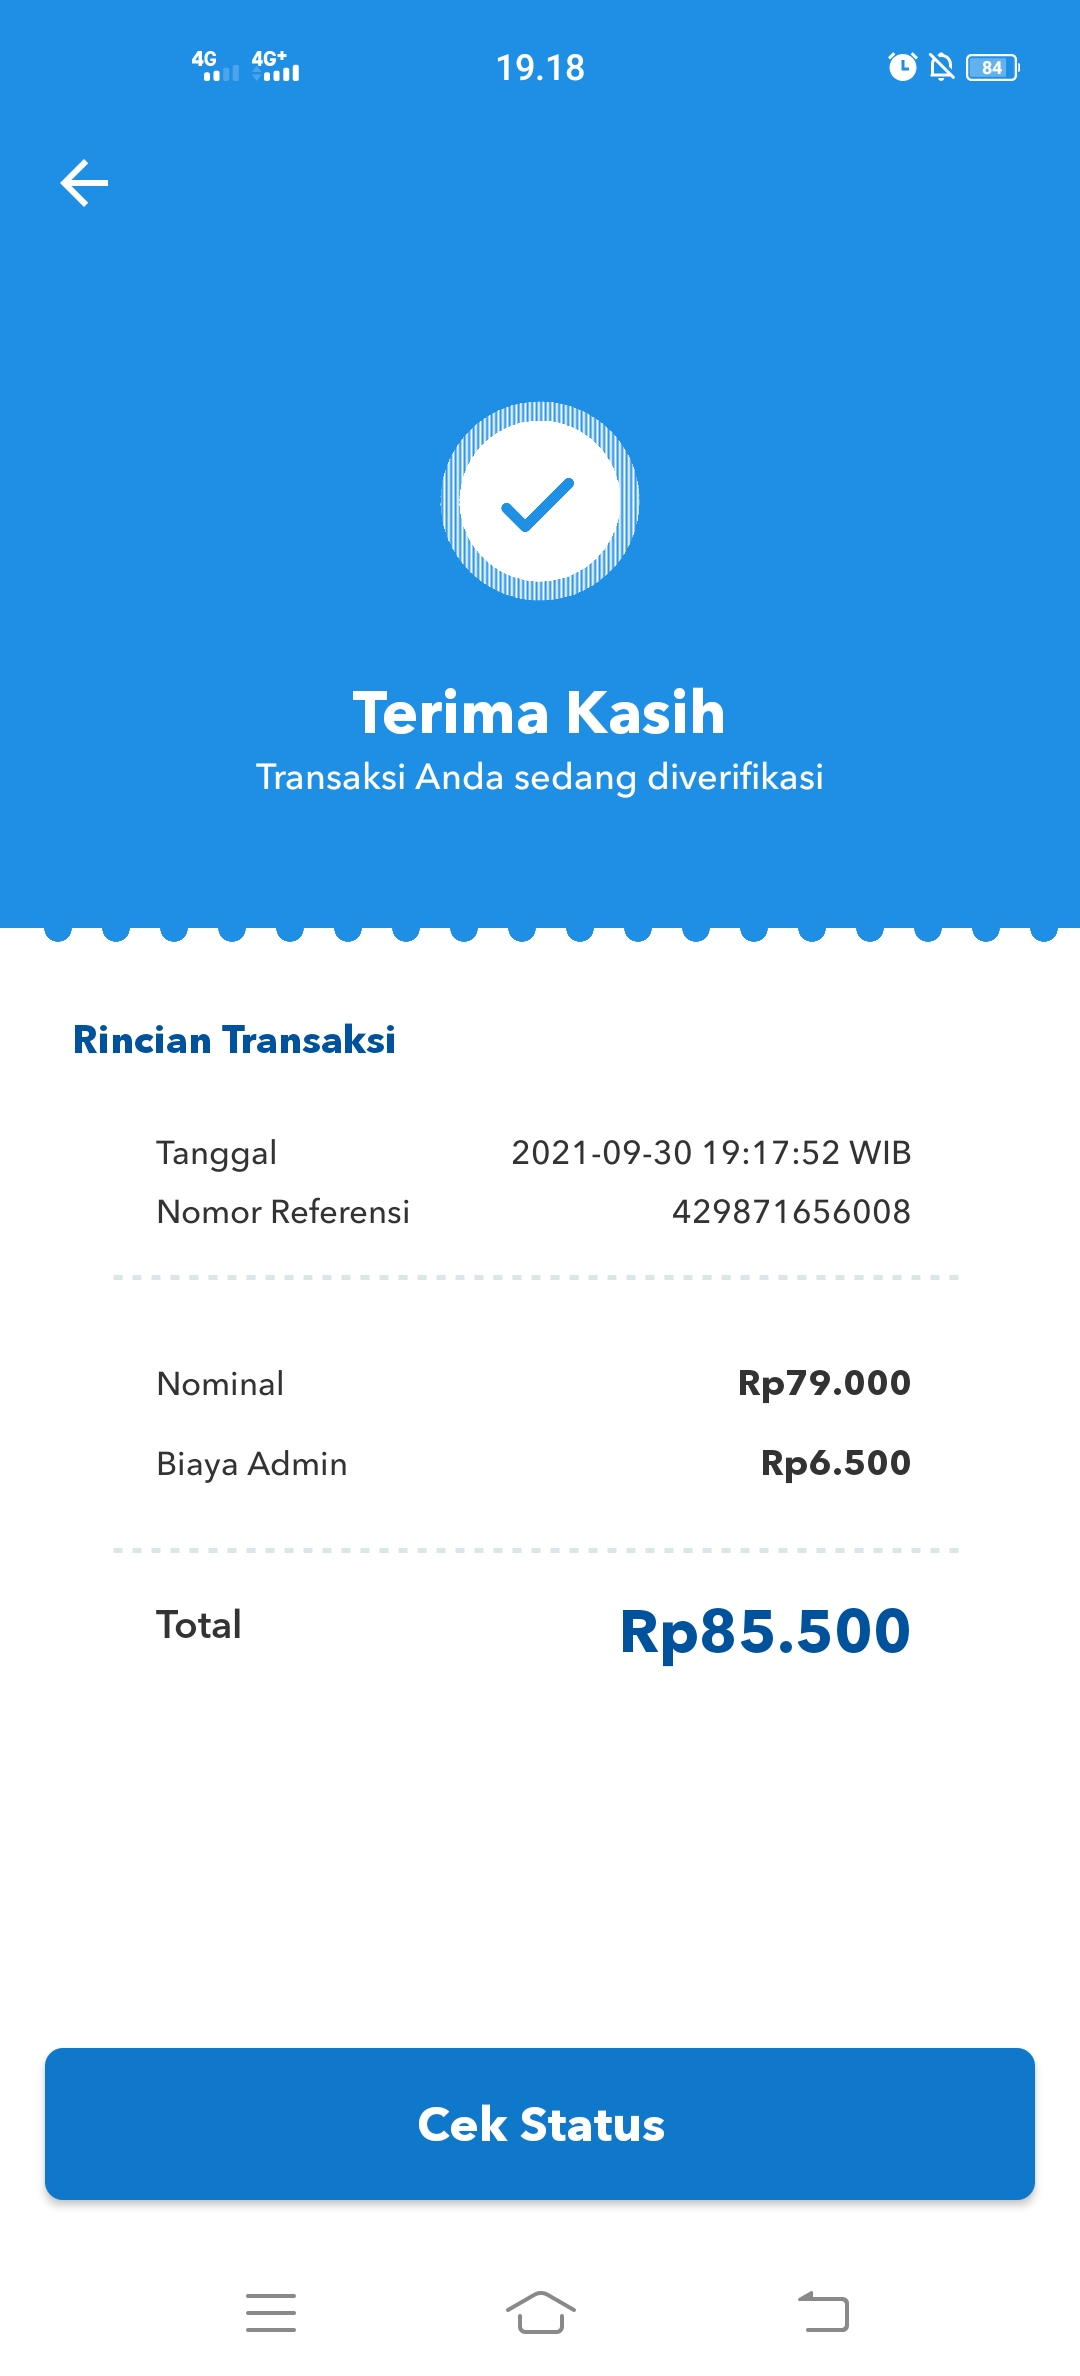 4G 4G+ 19.18 84
Terima Kasih
Transaksi Anda sedang diverifikasi
Rincian Transaksi
Tanggal 2021-09-30 19:17:52 WIB
Nomor Referensi 429871656008
Nominal Rp79.000
Biaya Admin Rp6.500
Total Rp85.500
Cek Status